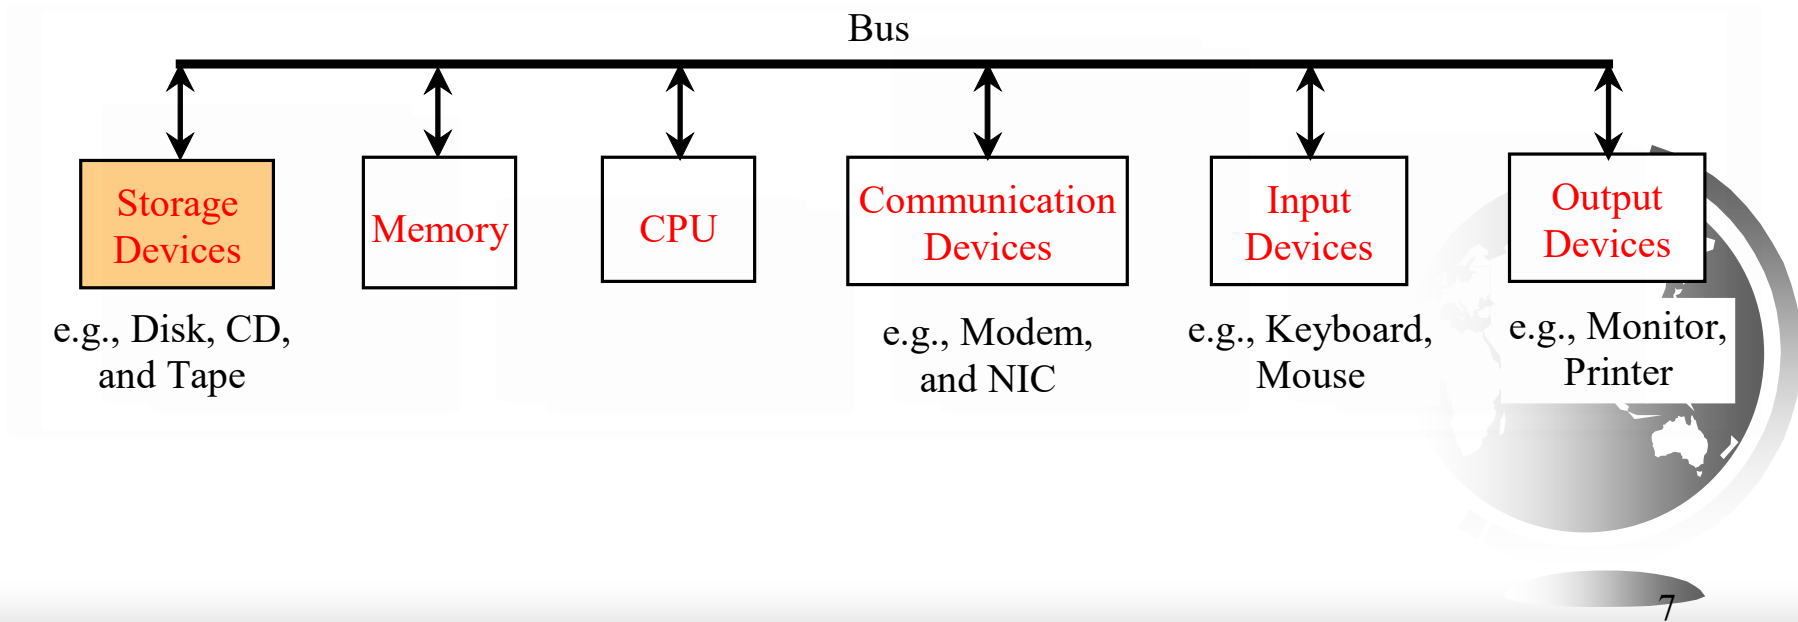 Bus
Storage
Devices
Memory
CPU
Communication
Devices
Input
Devices
Output
Devices
e.g., Disk, CD,
and Tape
e.g., Modem,
and NIC
e.g., Keyboard,
Mouse
e.g., Monitor,
Printer
7